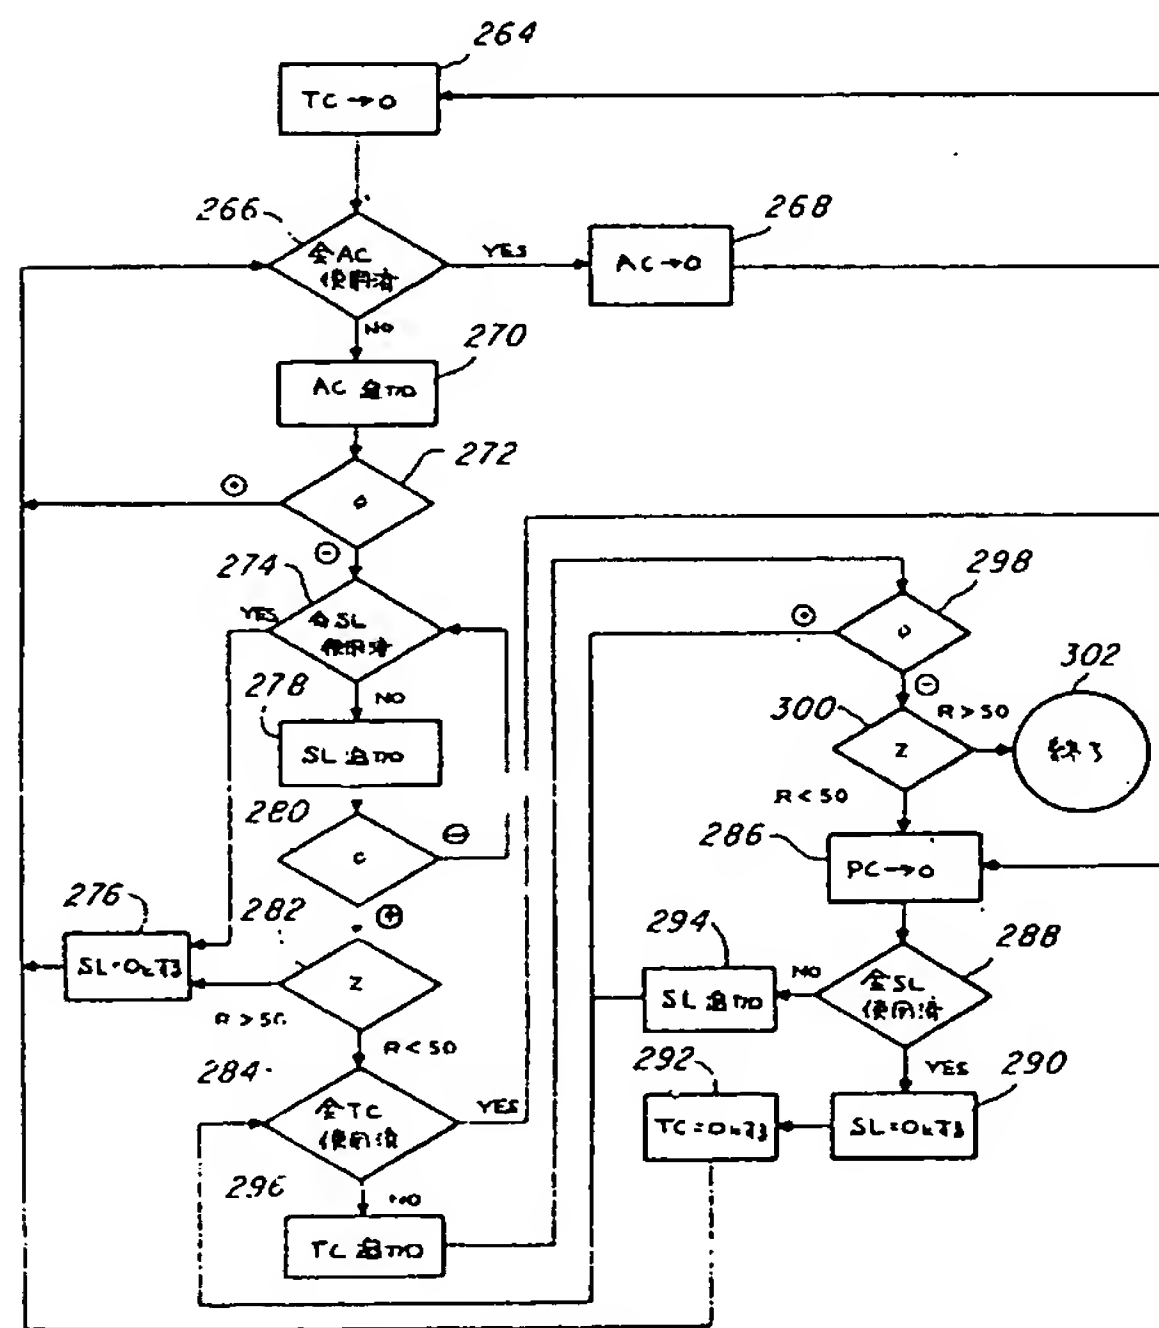 264
TC→0
266
全AC
使用済
YES
268
AC→0
NO
270
AC 追加
272
φ
⊖
274
YES
全SL
使用済
278
NO
SL 追加
280
C
⊖
⊕
282
276
SL=0とする
Z
R>50
R<50
284
全TC
使用済
YES
296
NO
TC 追加
298
⊖
300
R>50
302
Z
終了
R<50
286
PC→0
294
288
NO
SL 追加
全SL
使用済
292
YES
290
TC=0とする
SL=0とする